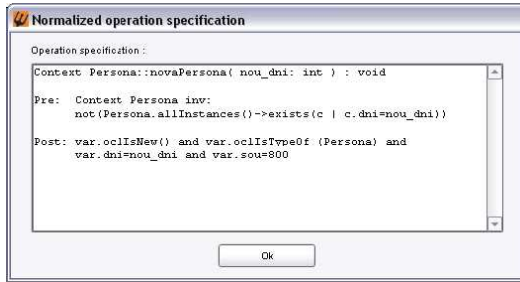 Normalized operation specification
Operation specification :
Context Persona::novaPersona( nou_dni: int ) : void
Pre: Context Persona inv:
not(Persona.allInstances()->exists(c | c.dni=nou_dni))
Post: var.oclIsNew() and var.oclIsTypeOf (Persona) and
var.dni=nou_dni and var.sou=800
Ok